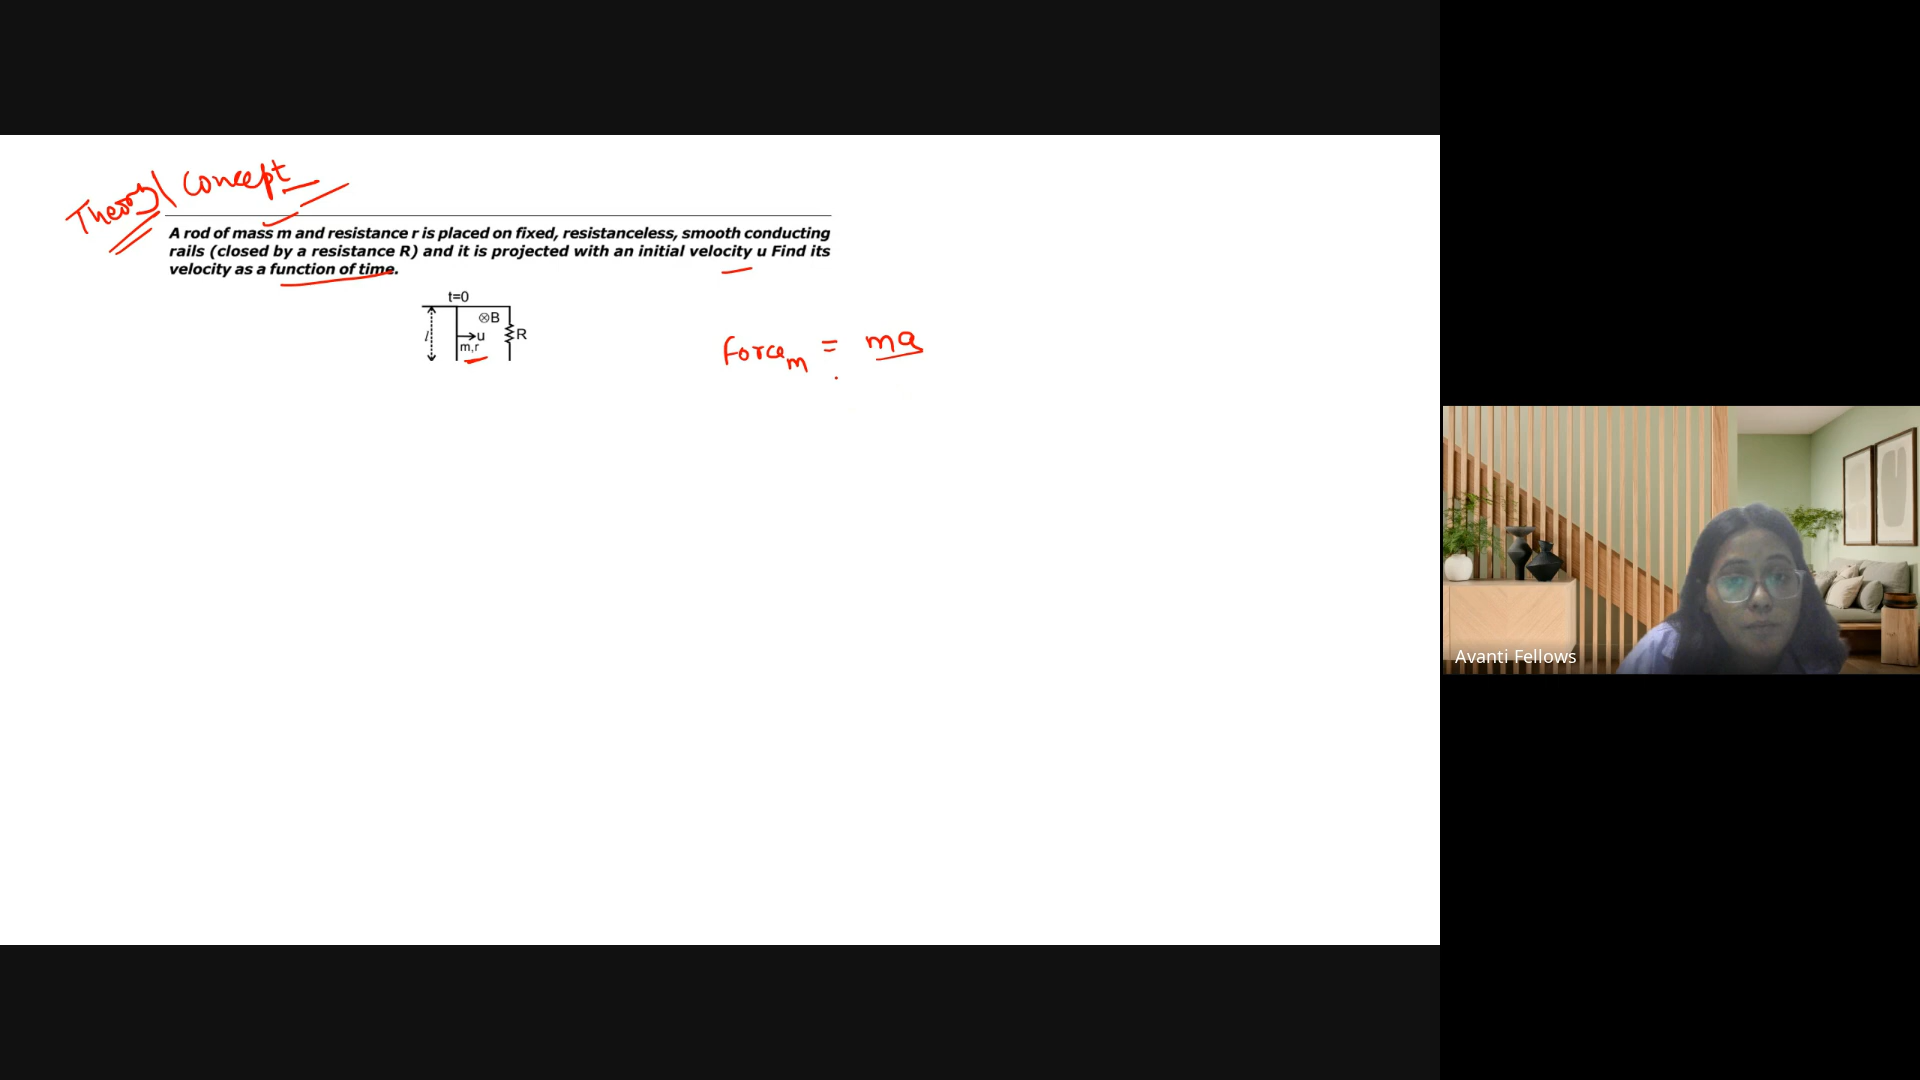 Theory/ Concept
A rod of mass m and resistance r is placed on fixed, resistanceless, smooth conducting
rails (closed by a resistance R) and it is projected with an initial velocity u Find its
velocity as a function of time.
t=0
⊗B
l
u
R
m,r
Force m = ma
Avanti Fellows